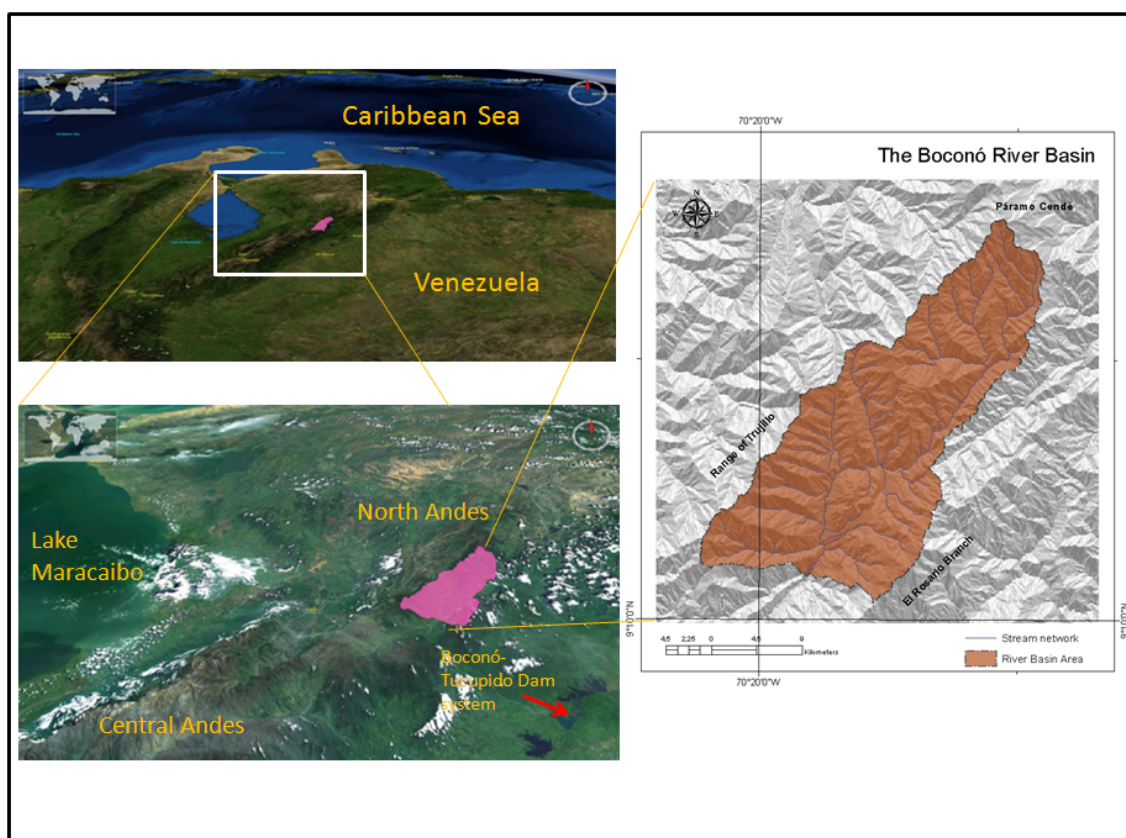 Caribbean Sea
Caribbean Sea
Venezuela
Lake
Maracaibo
North Andes
Boconó-
Tucupido Dam
system
Central Andes
70°20'0"W
The Boconó River Basin
N
W
E
S
Páramo Cendé
Range of Trujillo
El Rosario Branch
9°10'0"N
9°10'0"N
4,5 2,25 0 4,5 9
Kilometers
Stream network
River Basin Area
70°20'0"W